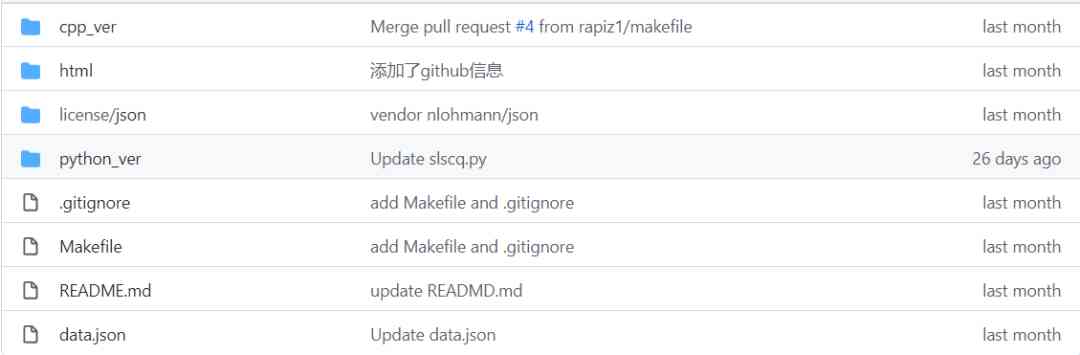 cpp_ver Merge pull request #4 from rapiz1/makefile last month
html 添加了github信息 last month
license/json vendor nlohmann/json last month
python_ver Update slscq.py 26 days ago
.gitignore add Makefile and .gitignore last month
Makefile add Makefile and .gitignore last month
README.md update READMD.md last month
data.json Update data.json last month